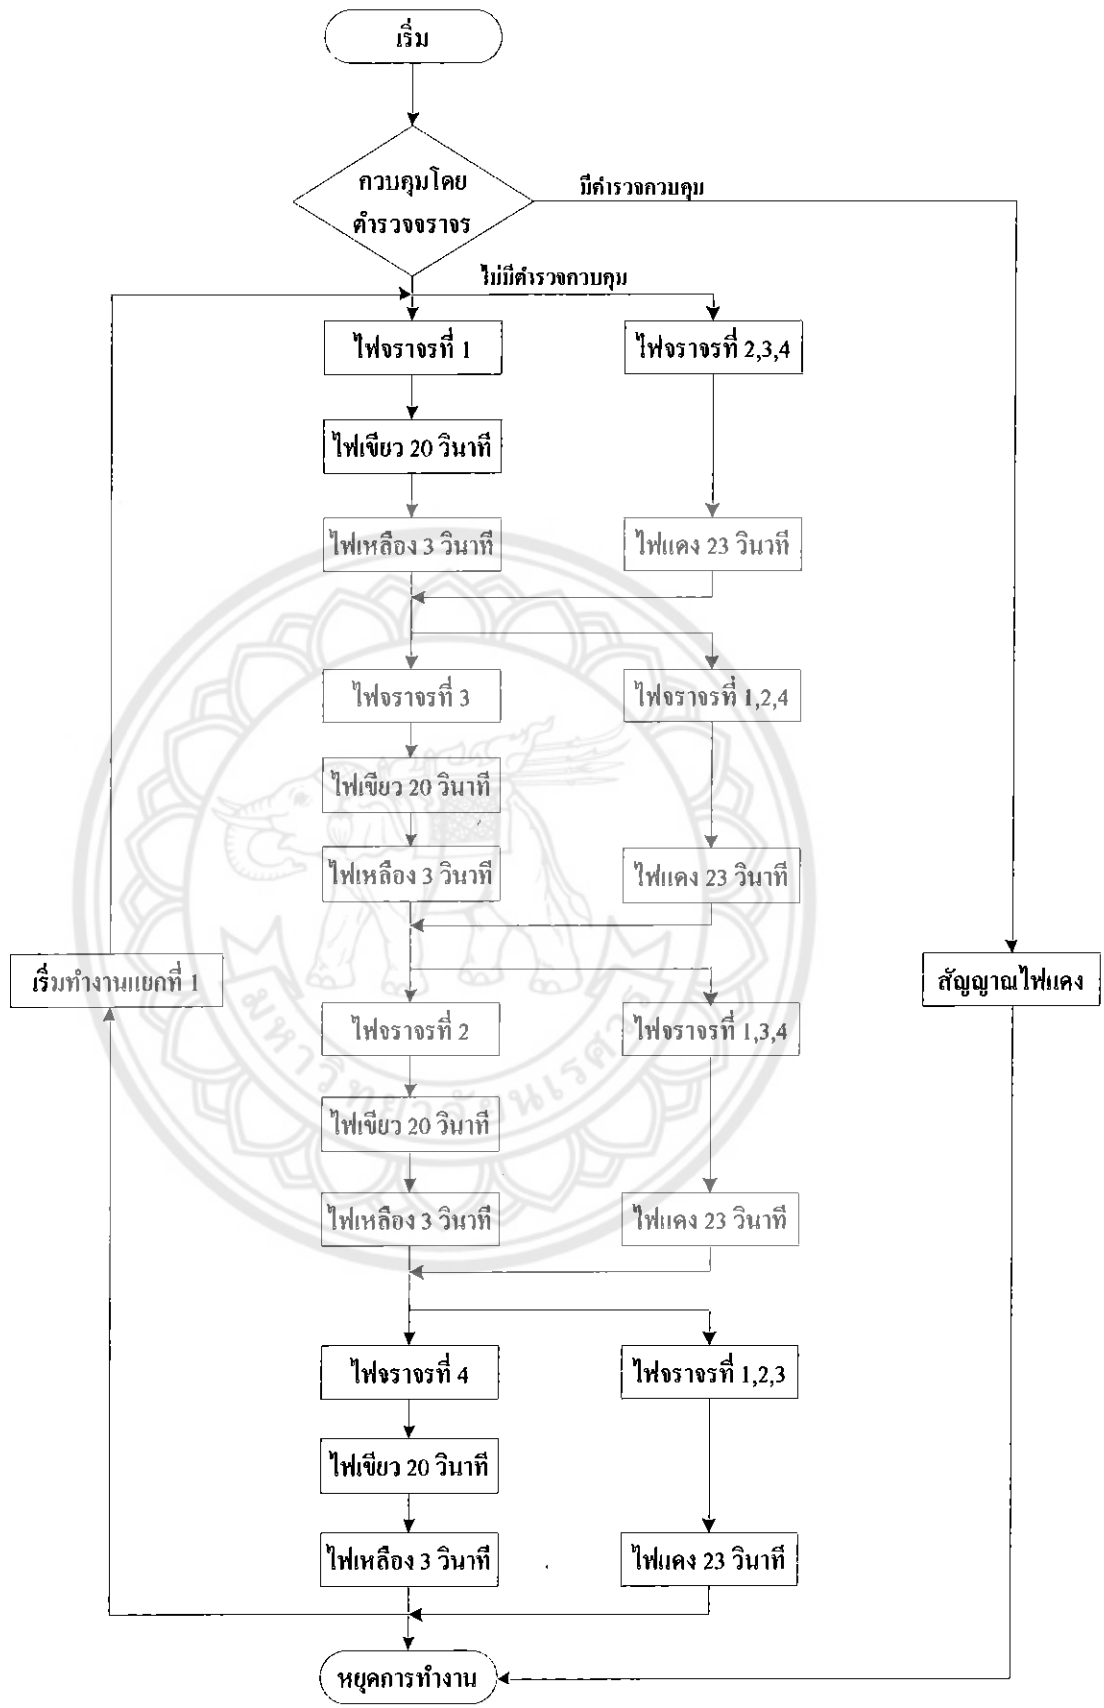 เริ่ม
ควบคุมโดย
ตำรวจจราจร
มีตำรวจควบคุม
ไม่มีตำรวจควบคุม
ไฟจราจรที่ 1
ไฟจราจรที่ 2,3,4
ไฟเขียว 20 วินาที
ไฟเหลือง 3 วินาที
ไฟแดง 23 วินาที
ไฟจราจรที่ 3
ไฟจราจรที่ 1,2,4
ไฟเขียว 20 วินาที
ไฟเหลือง 3 วินาที
ไฟแดง 23 วินาที
เริ่มทำงานแยกที่ 1
สัญญาณไฟแดง
ไฟจราจรที่ 2
ไฟจราจรที่ 1,3,4
ไฟเขียว 20 วินาที
ไฟเหลือง 3 วินาที
ไฟแดง 23 วินาที
มหาวิทยาลัยนเรศวร
ไฟจราจรที่ 4
ไฟจราจรที่ 1,2,3
ไฟเขียว 20 วินาที
ไฟเหลือง 3 วินาที
ไฟแดง 23 วินาที
หยุดการทำงาน